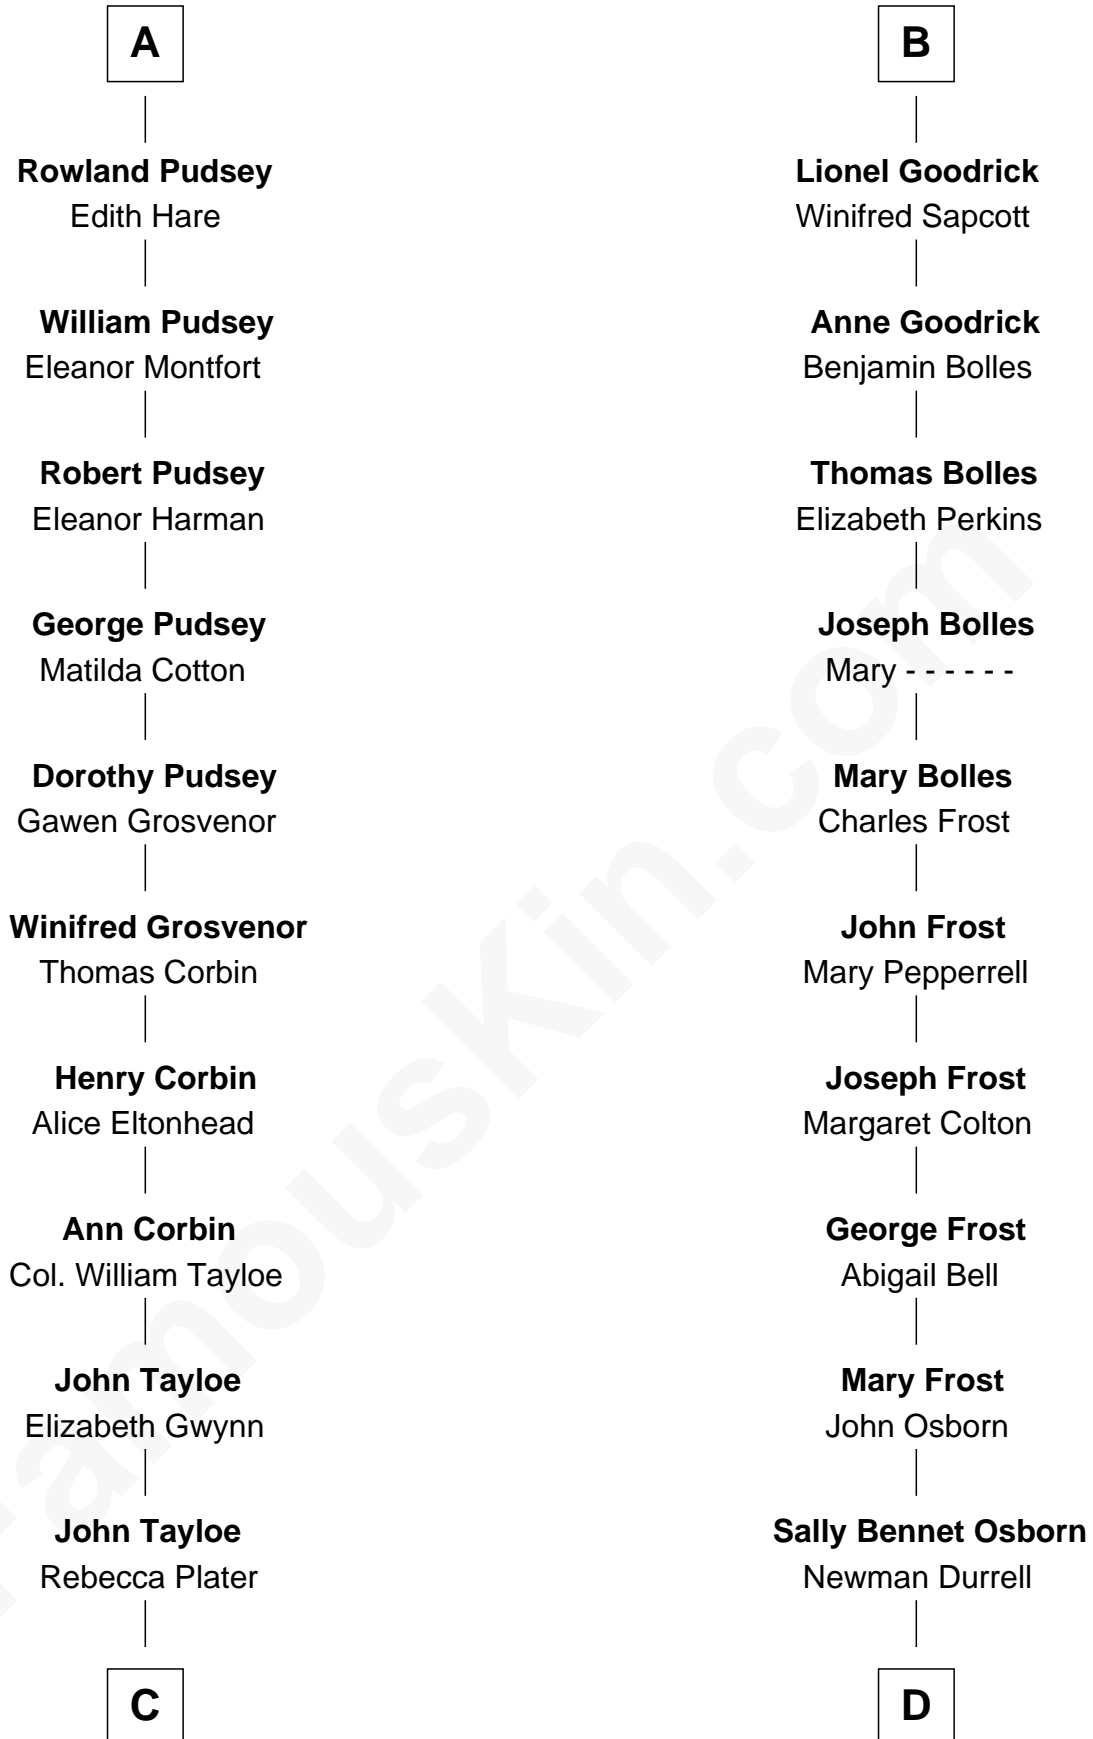 A
Rowland Pudsey
Edith Hare
William Pudsey
Eleanor Montfort
Robert Pudsey
Eleanor Harman
George Pudsey
Matilda Cotton
Dorothy Pudsey
Gawen Grosvenor
Winifred Grosvenor
Thomas Corbin
Henry Corbin
Alice Eltonhead
Ann Corbin
Col. William Tayloe
John Tayloe
Elizabeth Gwynn
John Tayloe
Rebecca Plater
C
B
Lionel Goodrick
Winifred Sapcott
Anne Goodrick
Benjamin Bolles
Thomas Bolles
Elizabeth Perkins
Joseph Bolles
Mary - - - - - -
Mary Bolles
Charles Frost
John Frost
Mary Pepperrell
Joseph Frost
Margaret Colton
George Frost
Abigail Bell
Mary Frost
John Osborn
Sally Bennet Osborn
Newman Durrell
D
FamousKin.com